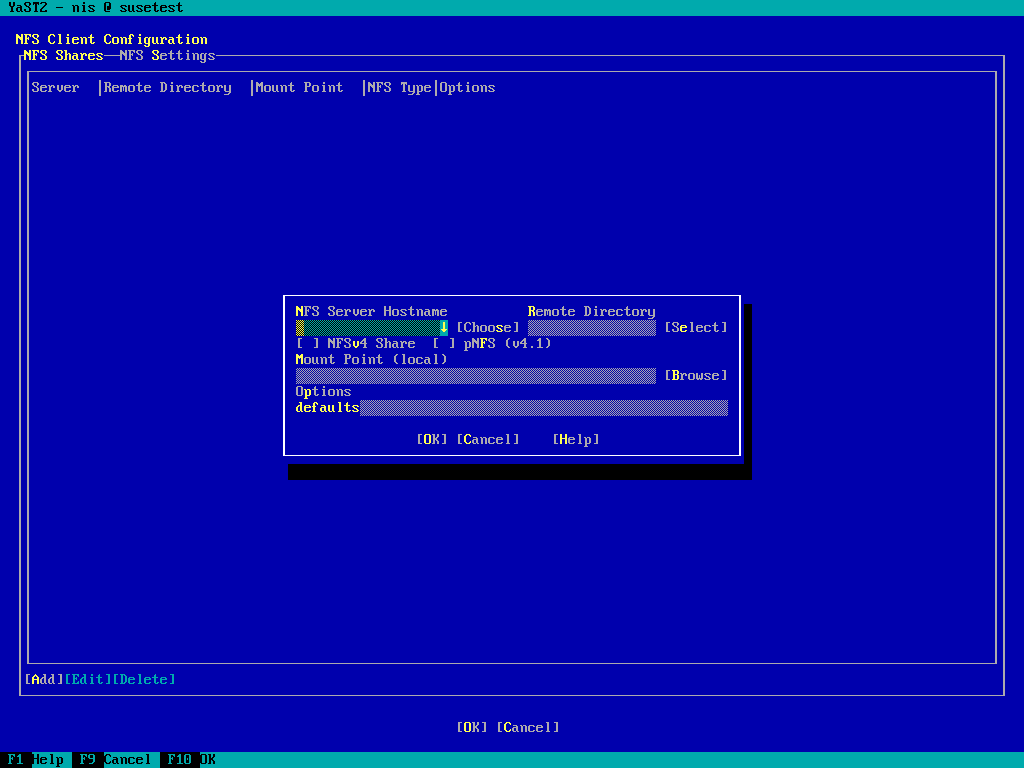 YaST2 - nis @ susetest
NFS Client Configuration
NFS Shares NFS Settings
Server |Remote Directory |Mount Point |NFS Type|Options
NFS Server Hostname Remote Directory
↓ [Choose] [Select]
[ ] NFSv4 Share [ ] pNFS (v4.1)
Mount Point (local)
[Browse]
Options
defaults
[OK] [Cancel] [Help]
[Add][Edit][Delete]
[OK] [Cancel]
F1 Help F9 Cancel F10 OK